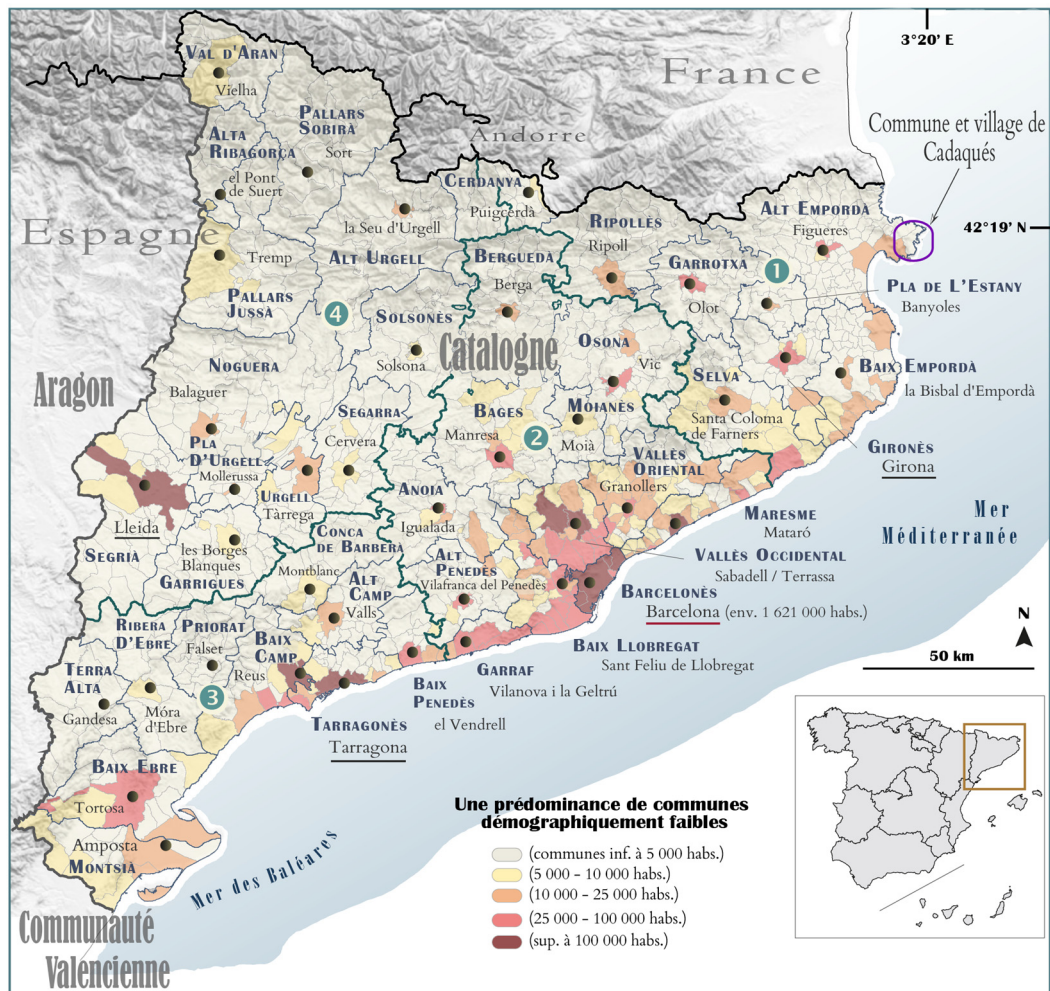 3°20' E
France
Val d'Aran
Vielha
Pallars
Sobirà
Sort
Andorre
Commune et village de
Cadaqués
Alta
Ribagorça
el Pont
de Suert
Cerdanya
Puigcerdà
Ripollès
Ripoll
Alt Empordà
Figueres
42°19' N
Espagne
la Seu d'Urgell
Alt Urgell
Berguedà
Berga
Garrotxa
Olot
1
Pla de L'Estany
Banyoles
Tremp
Pallars
Jussà
4
Solsonès
Solsona
Catalogne
Osona
Vic
Noguera
Balaguer
Aragon
Selva
Santa Coloma
de Farners
Baix Empordà
la Bisbal d'Empordà
Segarra
Cervera
Bages
Manresa
2
Moianès
Moià
Gironès
Girona
Pla
d'Urgell
Mollerussa
Urgell
Tàrrega
Vallès
Oriental
Granollers
Anoia
Igualada
Lleida
Segrià
les Borges
Blanques
Garrigues
Conca
de Barberà
Montblanc
Maresme
Mataró
Mer
Méditerranée
Vallès Occidental
Sabadell / Terrassa
Alt
Penedès
Vilafranca del Penedès
Alt
Camp
Valls
Barcelonès
Barcelona (env. 1 621 000 habs.)
Ribera
d'Ebre
Priorat
Falset
Baix
Camp
Reus
Baix Llobregat
Sant Feliu de Llobregat
N
50 km
Terra
Alta
Gandesa
Móra
d'Ebre
3
Garraf
Vilanova i la Geltrú
Baix
Penedès
el Vendrell
Tarragonès
Tarragona
Baix Ebre
Tortosa
Amposta
Montsià
Mer des Baléares
Communauté
Valencienne
Une prédominance de communes
démographiquement faibles
(communes inf. à 5 000 habs.)
(5 000 - 10 000 habs.)
(10 000 - 25 000 habs.)
(25 000 - 100 000 habs.)
(sup. à 100 000 habs.)